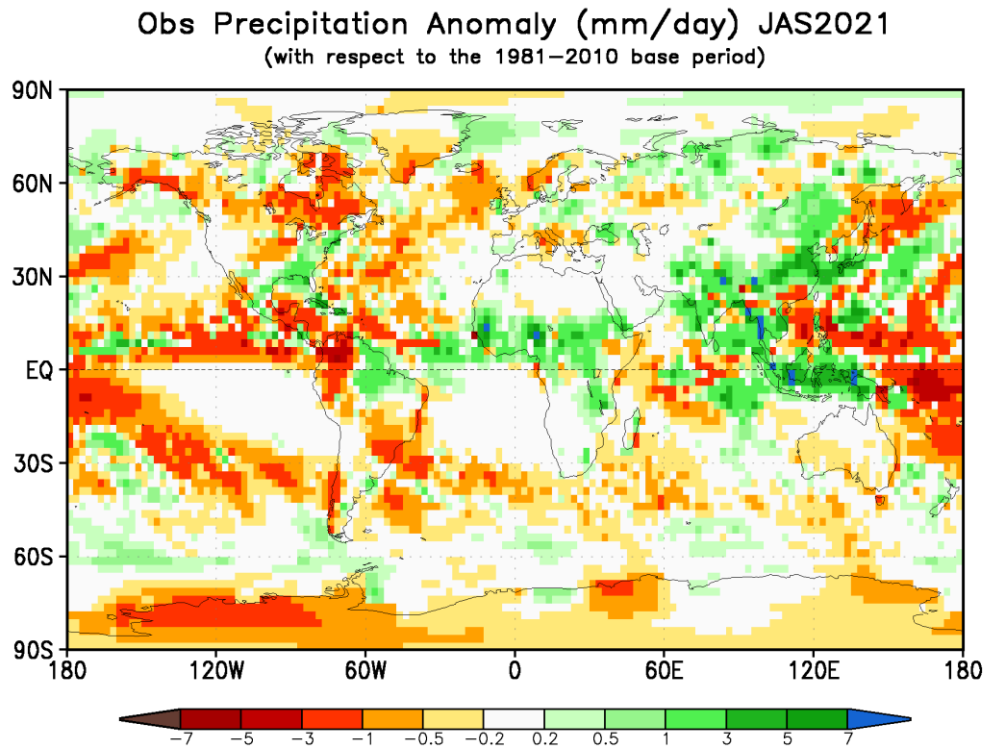 Obs Precipitation Anomaly (mm/day) JAS2021
(with respect to the 1981−2010 base period)
90N
60N
30N
EQ
30S
60S
90S
180 120W 60W 0 60E 120E 180
−7 −5 −3 −1 −0.5 −0.2 0.2 0.5 1 3 5 7